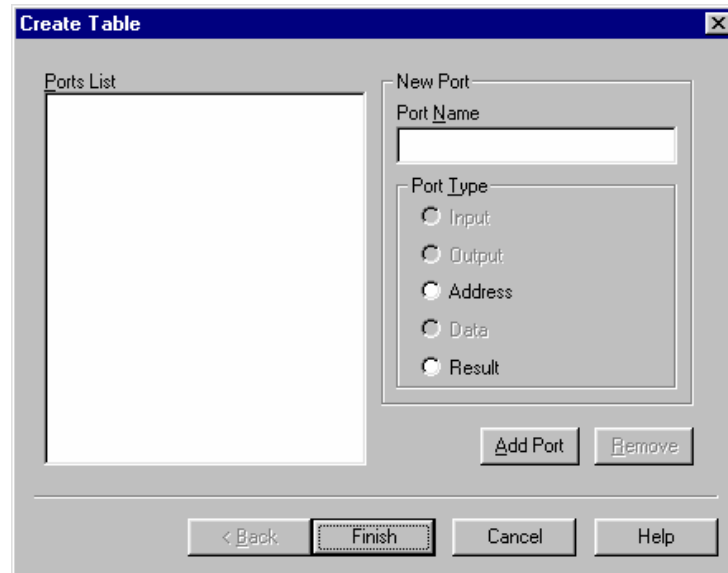 Create Table
Ports List
New Port
Port Name
Port Type
Input
Output
Address
Data
Result
Add Port
Remove
< Back
Finish
Cancel
Help